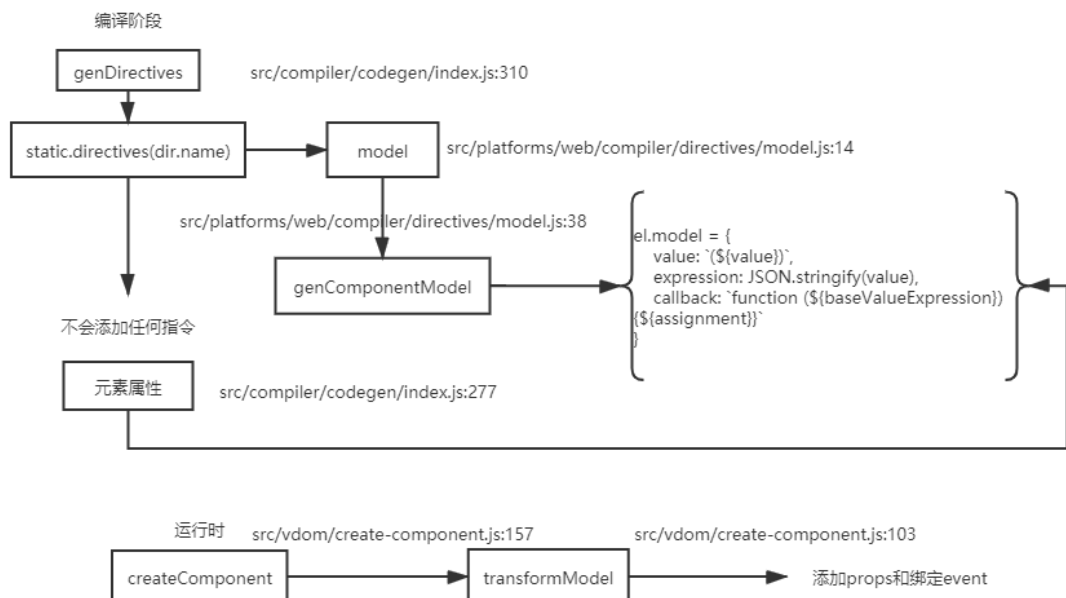 编译阶段
genDirectives
src/compiler/codegen/index.js:310
static.directives(dir.name)
model
src/platforms/web/compiler/directives/model.js:14
src/platforms/web/compiler/directives/model.js:38
genComponentModel
el.model = {
value: `(${value})`,
expression: JSON.stringify(value),
callback: `function (${baseValueExpression})
{${assignment}}`
}
不会添加任何指令
元素属性
src/compiler/codegen/index.js:277
运行时
src/vdom/create-component.js:157
src/vdom/create-component.js:103
createComponent
transformModel
添加props和绑定event